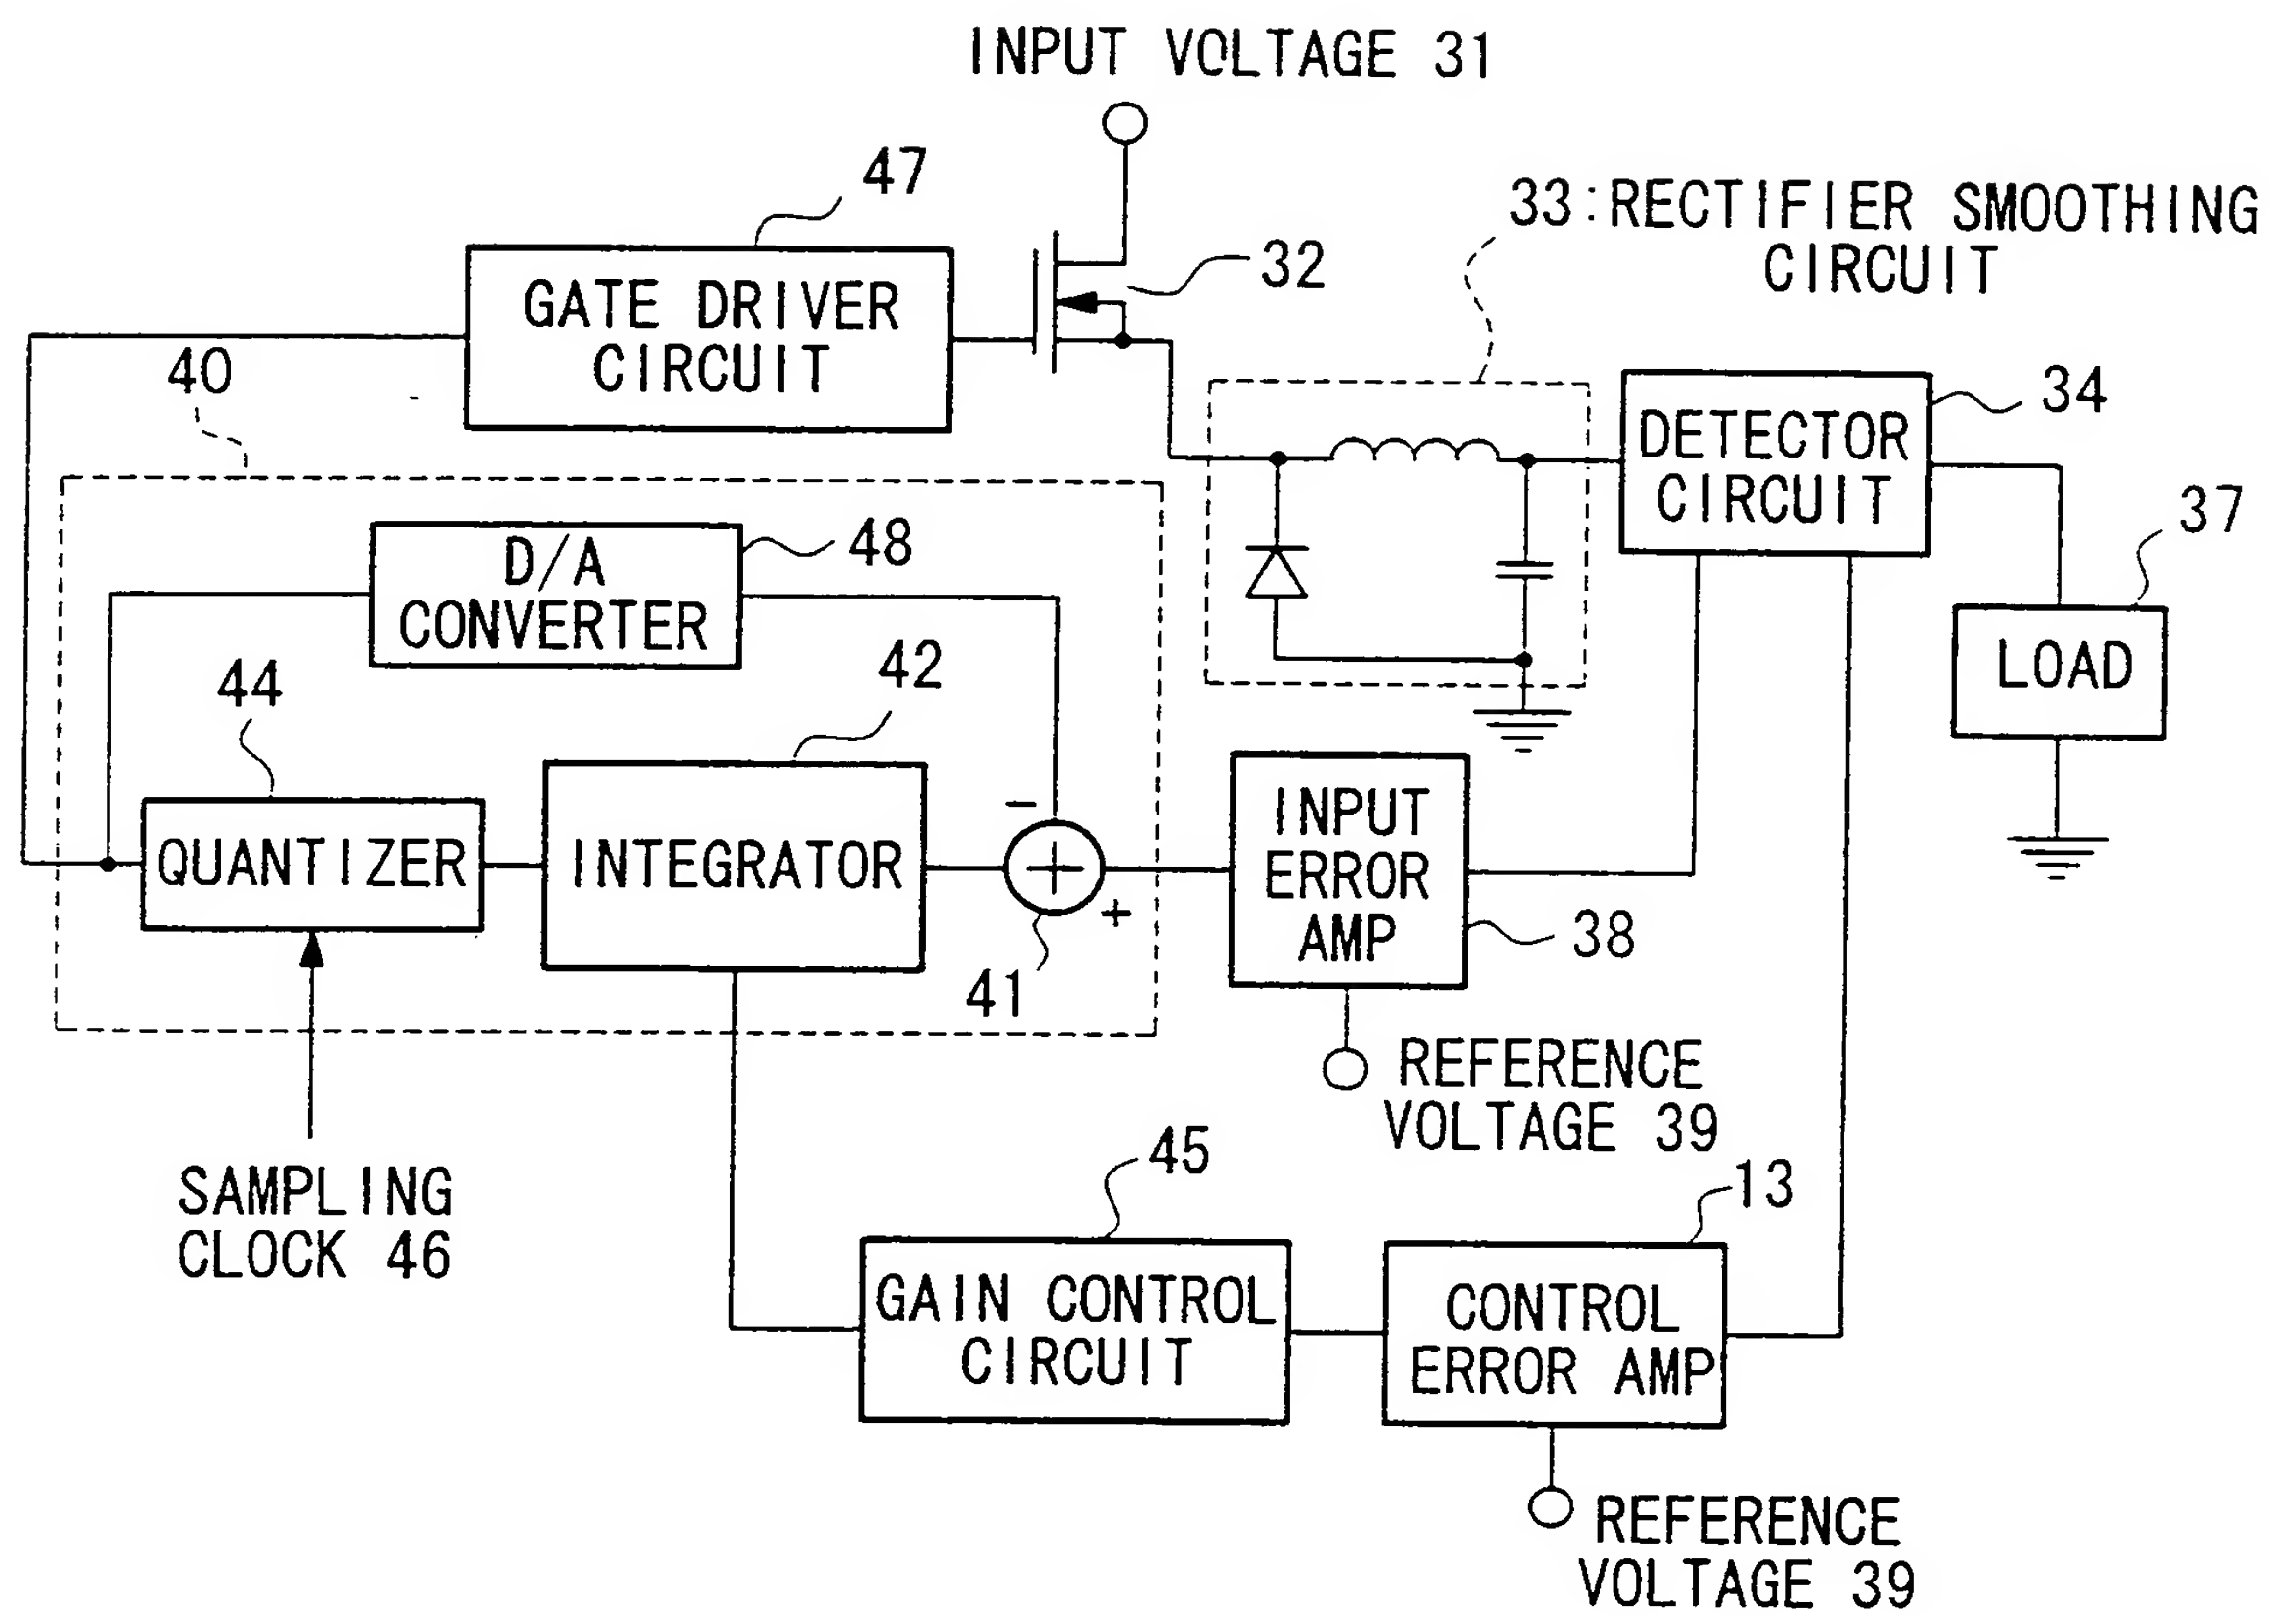 INPUT VOLTAGE 31
47
33:RECTIFIER SMOOTHING
CIRCUIT
32
GATE DRIVER
CIRCUIT
40
34
DETECTOR
CIRCUIT
37
D/A
CONVERTER
48
LOAD
44
42
QUANTIZER
INTEGRATOR
−
+
+
41
INPUT
ERROR
AMP
38
REFERENCE
VOLTAGE 39
SAMPLING
CLOCK 46
45
13
GAIN CONTROL
CIRCUIT
CONTROL
ERROR AMP
REFERENCE
VOLTAGE 39